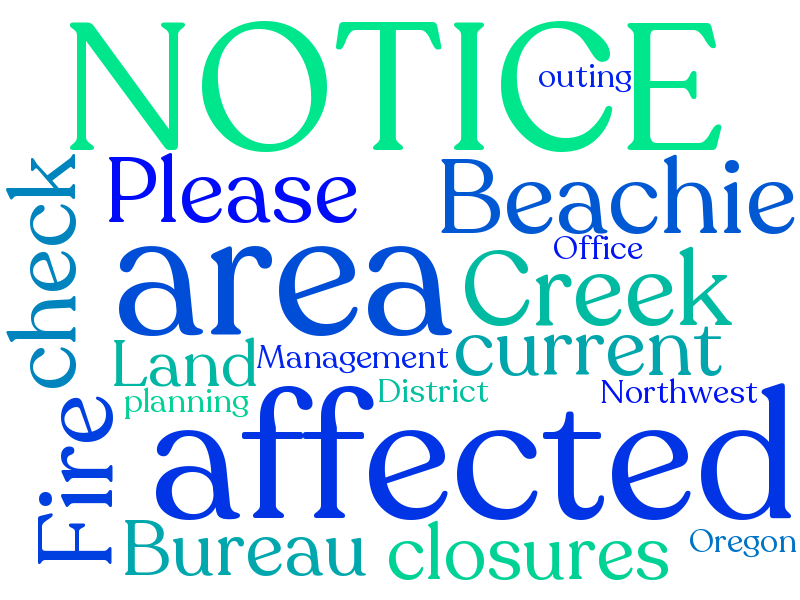 NOTICE
outing
check
Please
Beachie
area
Office
Creek
Land
Management
current
planning
District
Northwest
Fire
affected
Bureau
closures
Oregon